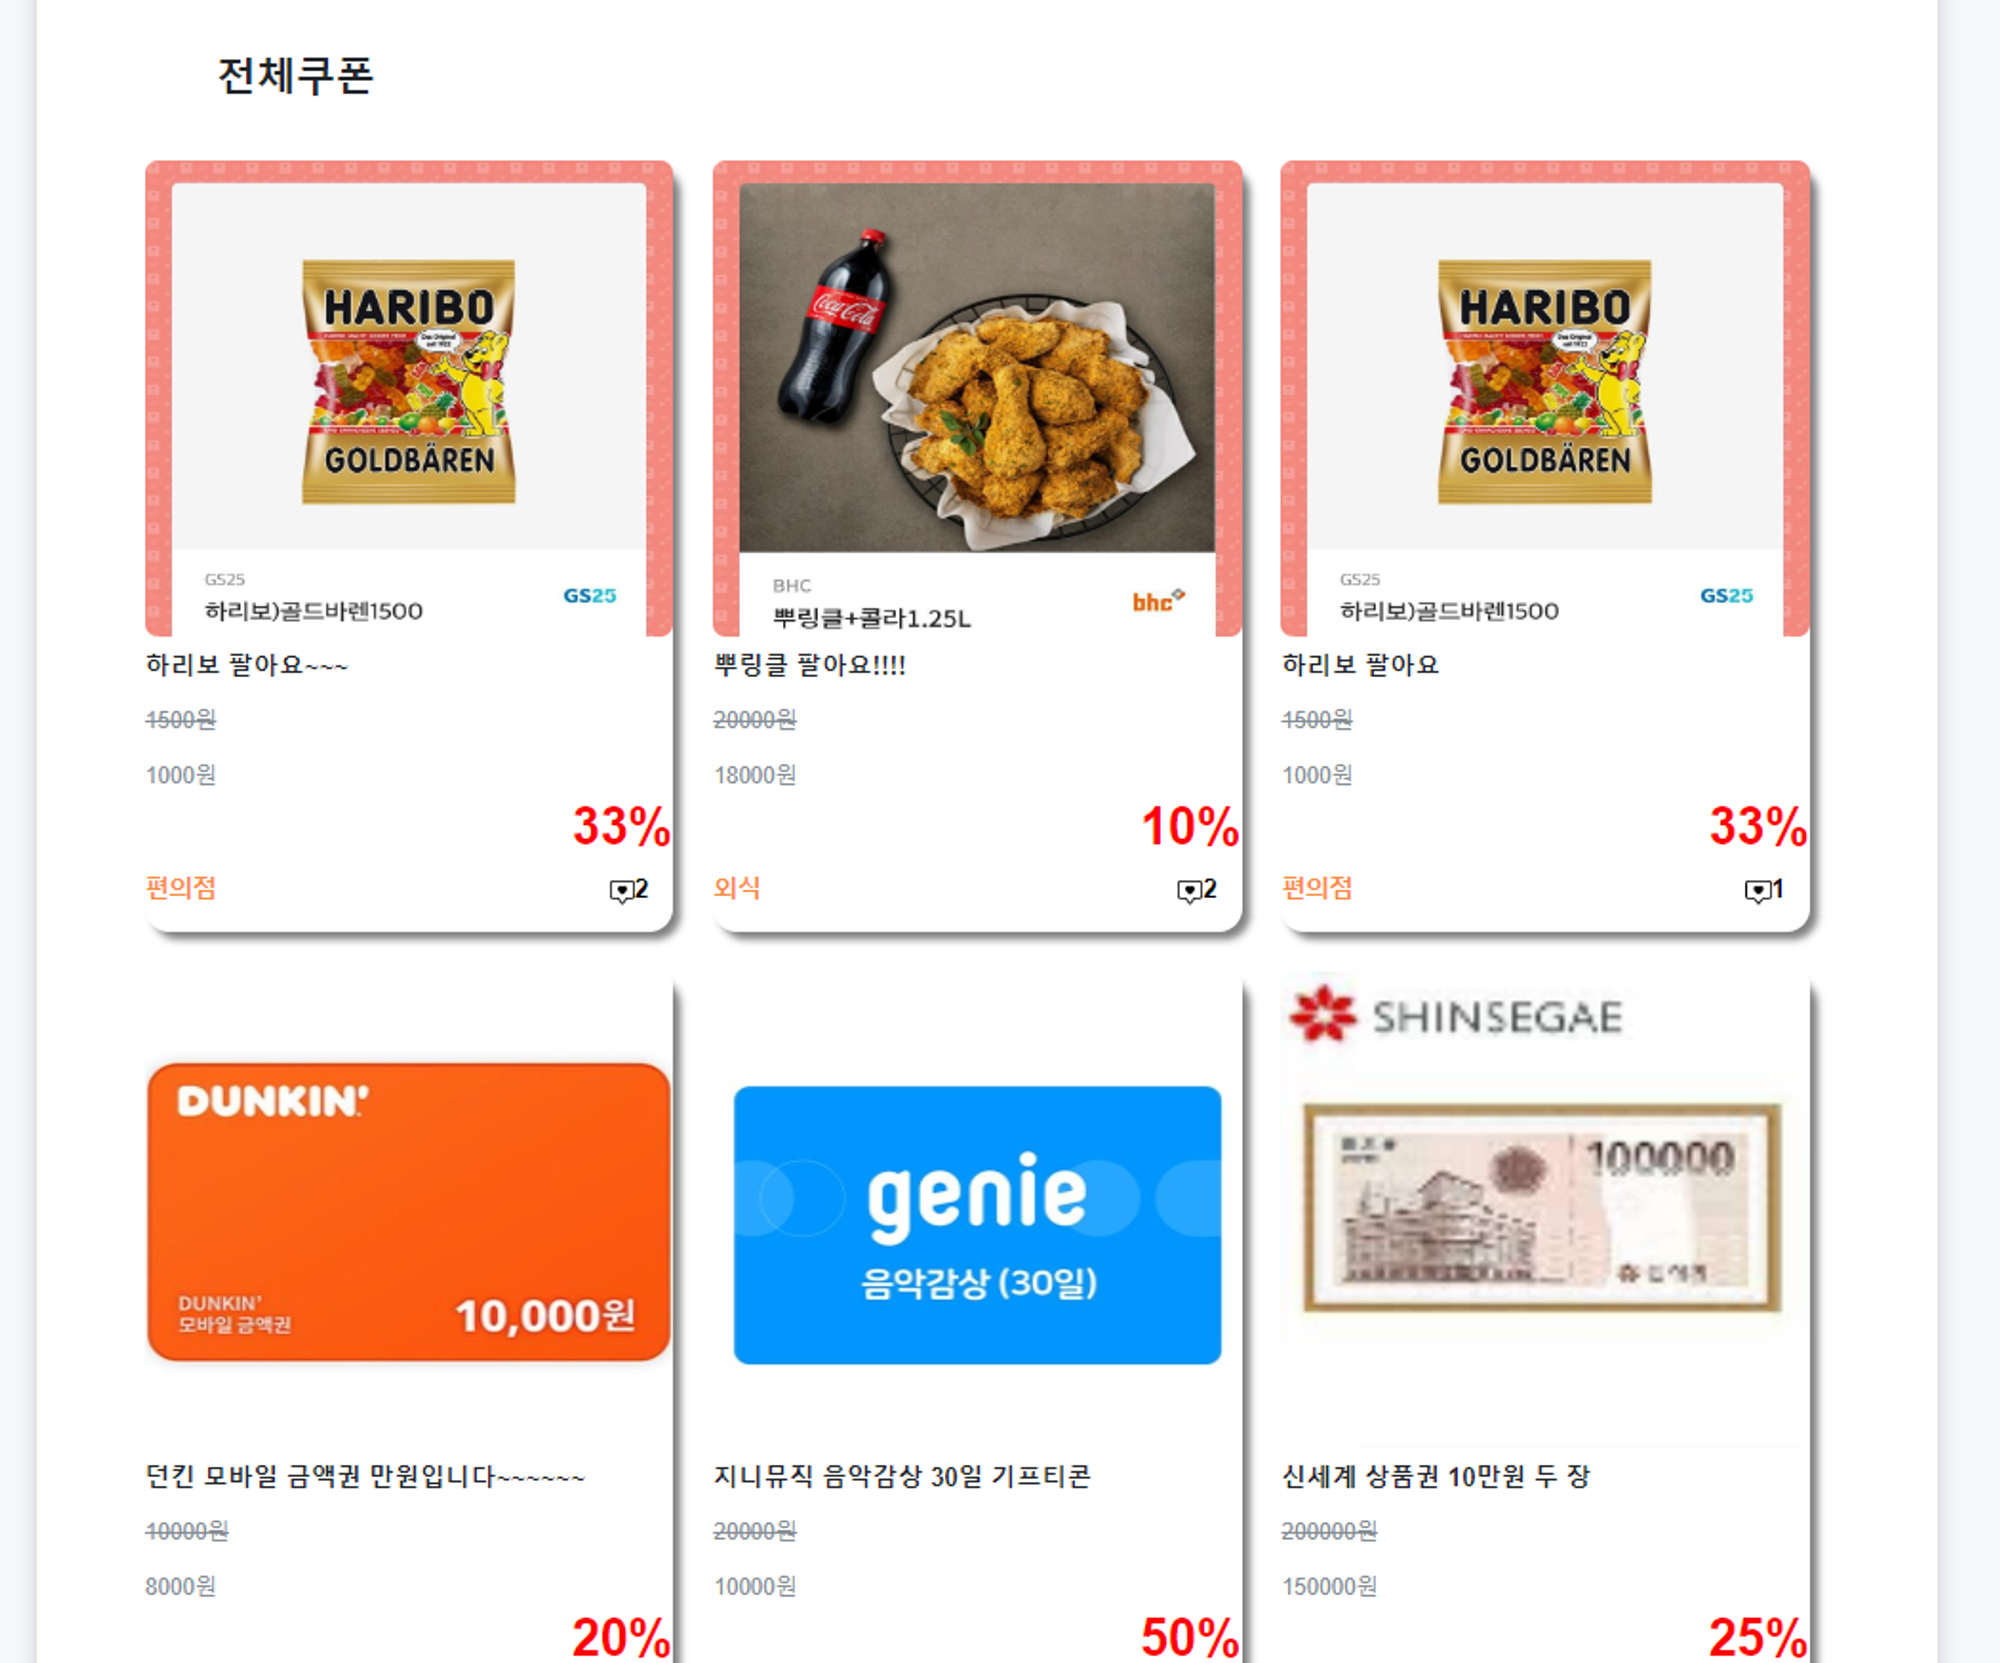 전체쿠폰
HARIBO
Das Original
seit 1922
GOLDBÄREN
GS25
하리보)골드바렌1500
GS25
하리보 팔아요~~~
1500원
1000원
33%
편의점
2
Coca-Cola
BHC
뿌링클+콜라1.25L
bhc
뿌링클 팔아요!!!!
20000원
18000원
10%
외식
2
HARIBO
Das Original
seit 1922
GOLDBÄREN
GS25
하리보)골드바렌1500
GS25
하리보 팔아요
1500원
1000원
33%
편의점
1
DUNKIN'
DUNKIN'
모바일 금액권
10,000원
던킨 모바일 금액권 만원입니다~~~~~~
10000원
8000원
20%
genie
음악감상 (30일)
지니뮤직 음악감상 30일 기프티콘
20000원
10000원
50%
SHINSEGAE
100000
신세계 상품권 10만원 두 장
200000원
150000원
25%